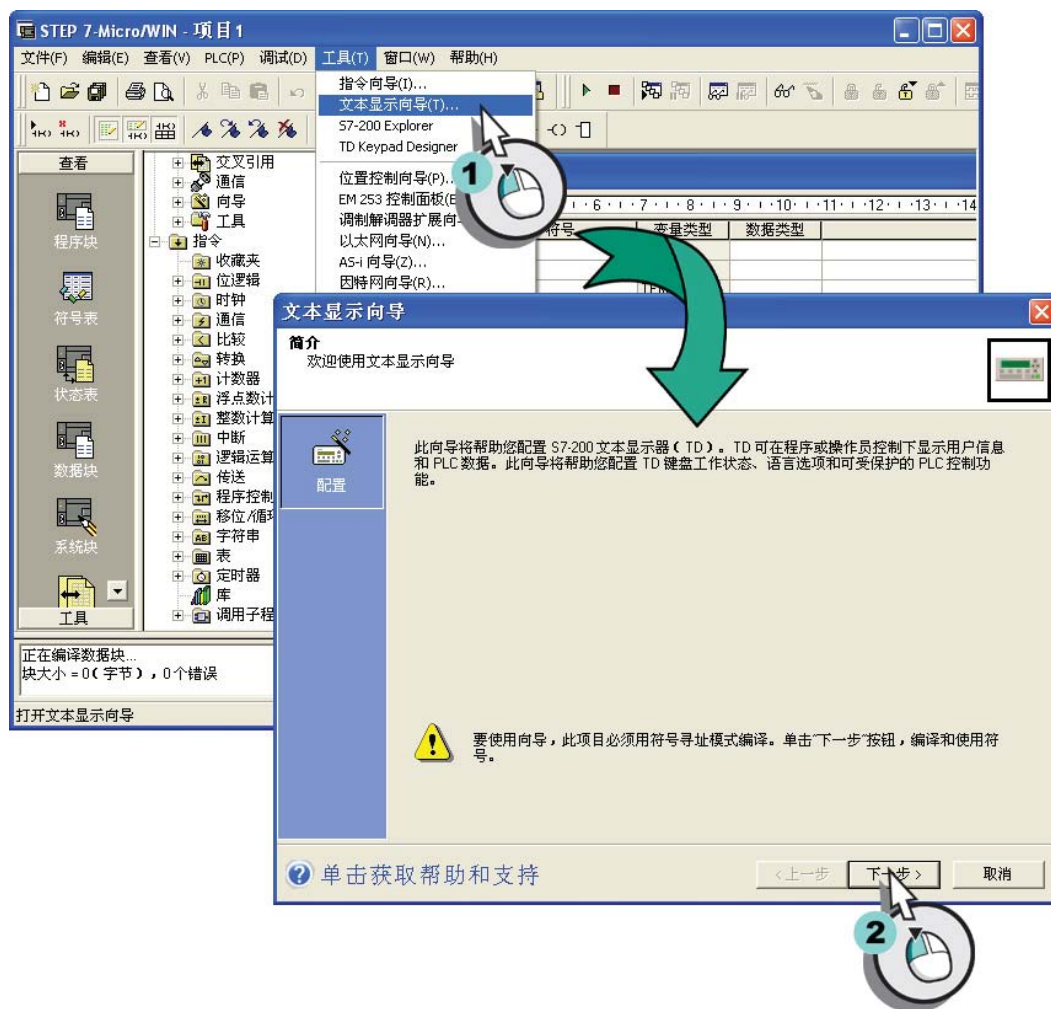 STEP 7-Micro/WIN - 项目1
文件(F) 编辑(E) 查看(V) PLC(P) 调试(D) 工具(T) 窗口(W) 帮助(H)
指令向导(I)...
文本显示向导(T)...
S7-200 Explorer
TD Keypad Designer
位置控制向导(P)...
EM 253 控制面板(E
调制解调器扩展向
以太网向导(N)...
AS-i 向导(Z)...
因特网向导(R)...
1
查看
程序块
符号表
状态表
数据块
系统块
工具
交叉引用
通信
向导
工具
指令
收藏夹
位逻辑
时钟
通信
比较
转换
计数器
浮点数计
整数计算
中断
逻辑运算
传送
程序控制
移位/循环
字符串
表
定时器
库
调用子程
6 7 8 9 10 11 12 13 14
符号 变量类型 数据类型
正在编译数据块...
块大小 = 0(字节),0个错误
打开文本显示向导
文本显示向导
简介
欢迎使用文本显示向导
配置
此向导将帮助您配置 S7-200 文本显示器(TD)。TD 可在程序或操作员控制下显示用户信息
和 PLC 数据。此向导将帮助您配置 TD 键盘工作状态、语言选项和可受保护的 PLC 控制功
能。
要使用向导,此项目必须用符号寻址模式编译。单击"下一步"按钮,编译和使用符
号。
单击获取帮助和支持
<上一步 下一步> 取消
2